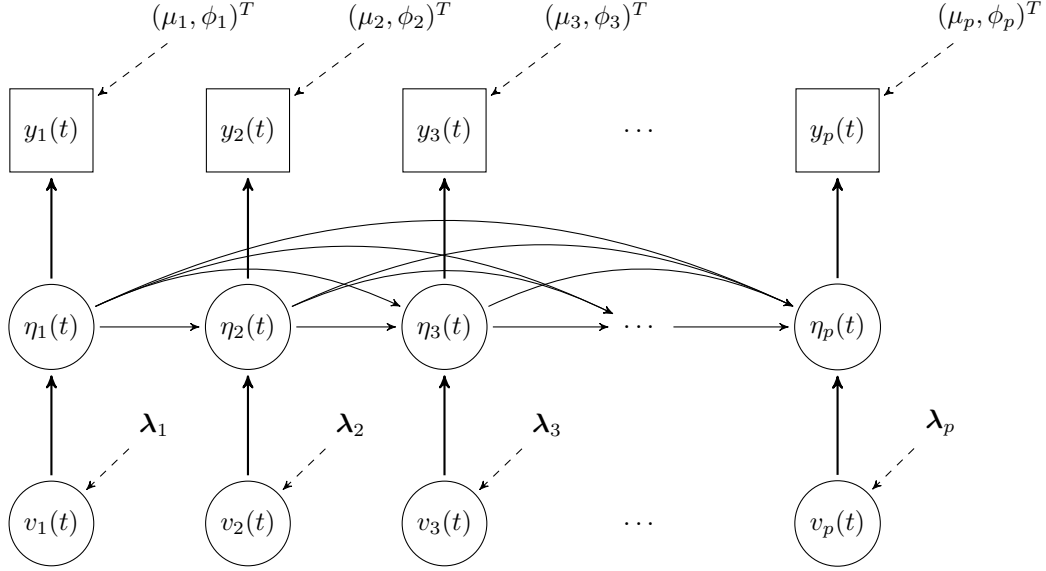 (μ₁, ϕ₁)ᵀ (μ₂, ϕ₂)ᵀ (μ₃, ϕ₃)ᵀ (μₚ, ϕₚ)ᵀ
y₁(t) y₂(t) y₃(t) ··· yₚ(t)
η₁(t) η₂(t) η₃(t) ··· ηₚ(t)
𝝀₁ 𝝀₂ 𝝀₃ 𝝀ₚ
v₁(t) v₂(t) v₃(t) ··· vₚ(t)